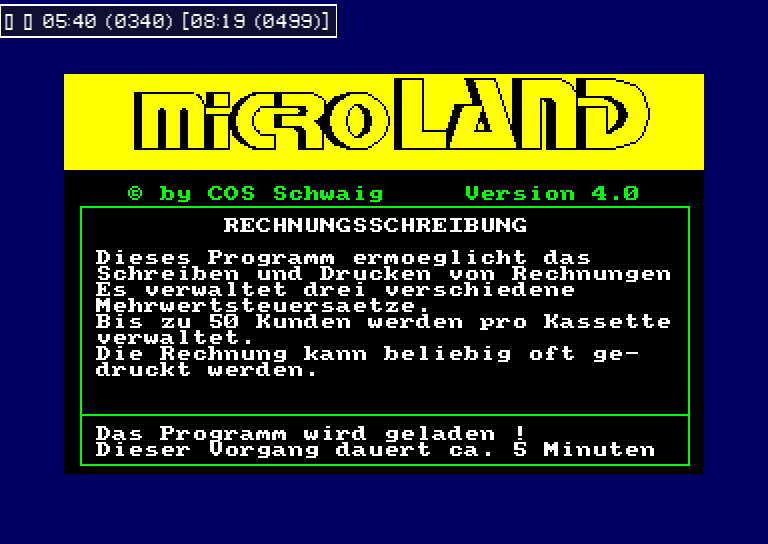 05:40 (0340) [08:19 (0499)]
microLAND
© by COS Schwaig Version 4.0
RECHNUNGSSCHREIBUNG
Dieses Programm ermoeglicht das
Schreiben und Drucken von Rechnungen
Es verwaltet drei verschiedene
Mehrwertsteuersaetze.
Bis zu 50 Kunden werden pro Kassette
verwaltet.
Die Rechnung kann beliebig oft ge-
druckt werden.
Das Programm wird geladen !
Dieser Vorgang dauert ca. 5 Minuten